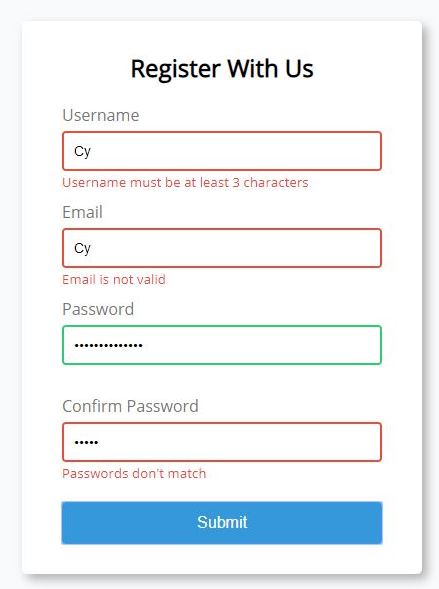 Register With Us
Username
Cy
Username must be at least 3 characters
Email
Cy
Email is not valid
Password
••••••••••••••
Confirm Password
•••••
Passwords don't match
Submit